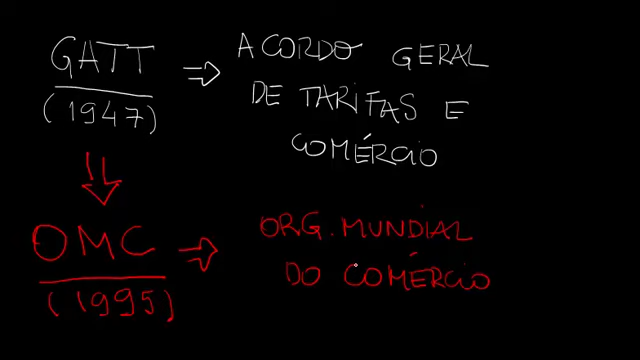 GATT ⇒ ACORDO GERAL
(1947) DE TARIFAS E
COMÉRCIO
OMC ⇒ ORG. MUNDIAL
(1995) DO COMÉRCIO